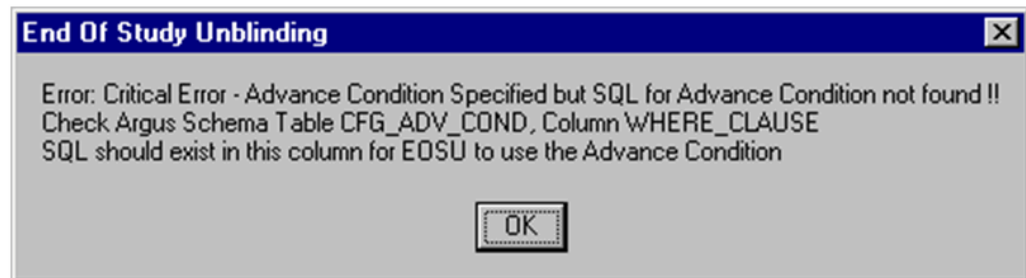 End Of Study Unblinding
Error: Critical Error - Advance Condition Specified but SQL for Advance Condition not found !!
Check Argus Schema Table CFG_ADV_COND, Column WHERE_CLAUSE
SQL should exist in this column for EOSU to use the Advance Condition
OK